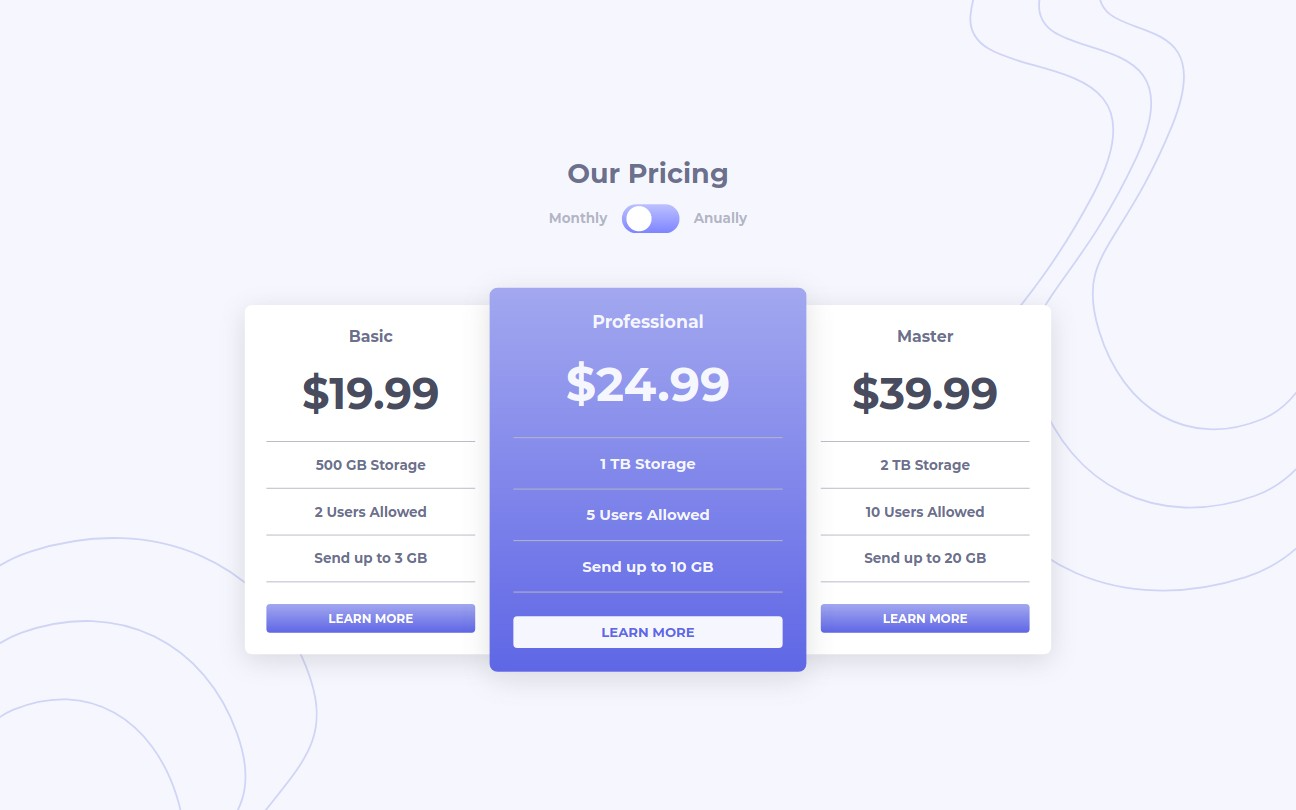 Our Pricing
Monthly Anually
Basic
$19.99
500 GB Storage
2 Users Allowed
Send up to 3 GB
LEARN MORE
Professional
$24.99
1 TB Storage
5 Users Allowed
Send up to 10 GB
LEARN MORE
Master
$39.99
2 TB Storage
10 Users Allowed
Send up to 20 GB
LEARN MORE